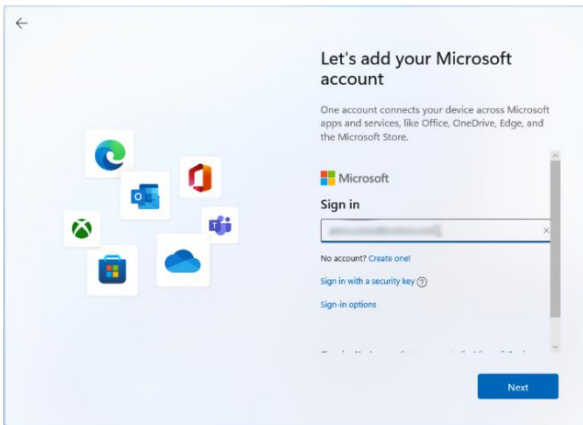 Let's add your Microsoft
account
One account connects your device across Microsoft
apps and services, like Office, OneDrive, Edge, and
the Microsoft Store.
Microsoft
Sign in
No account? Create one!
Sign in with a security key
Sign-in options
Next